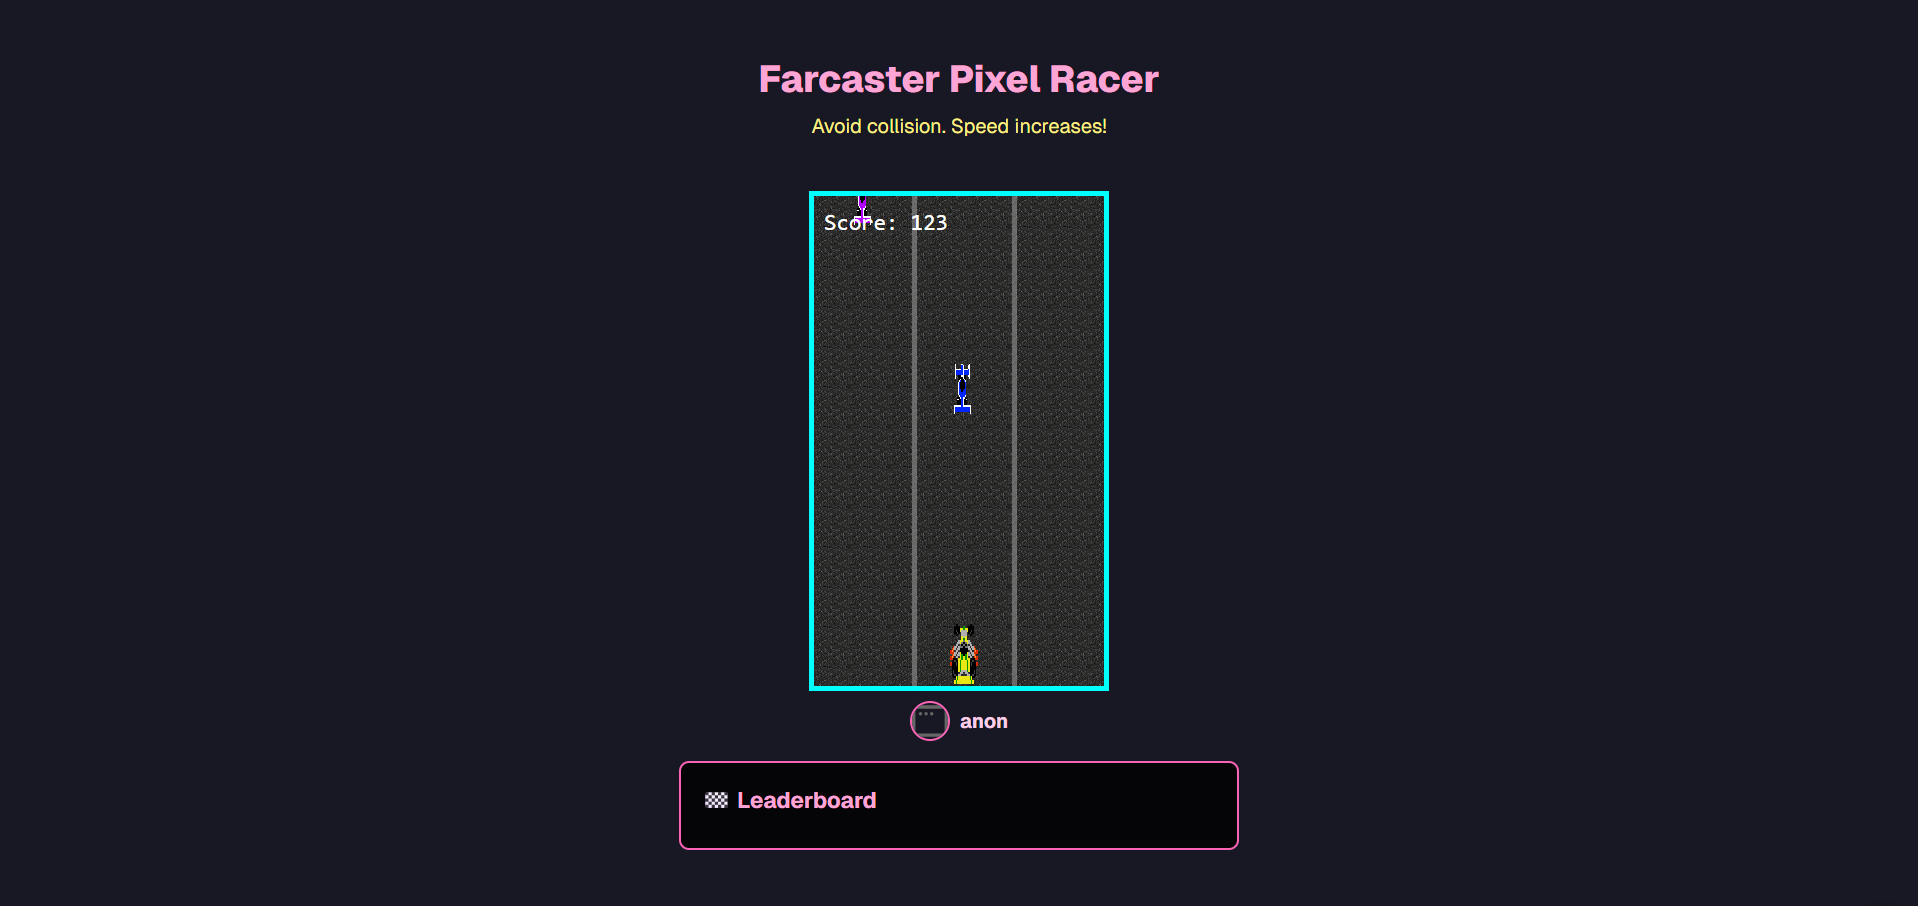 Farcaster Pixel Racer
Avoid collision. Speed increases!
Score: 123
anon
Leaderboard